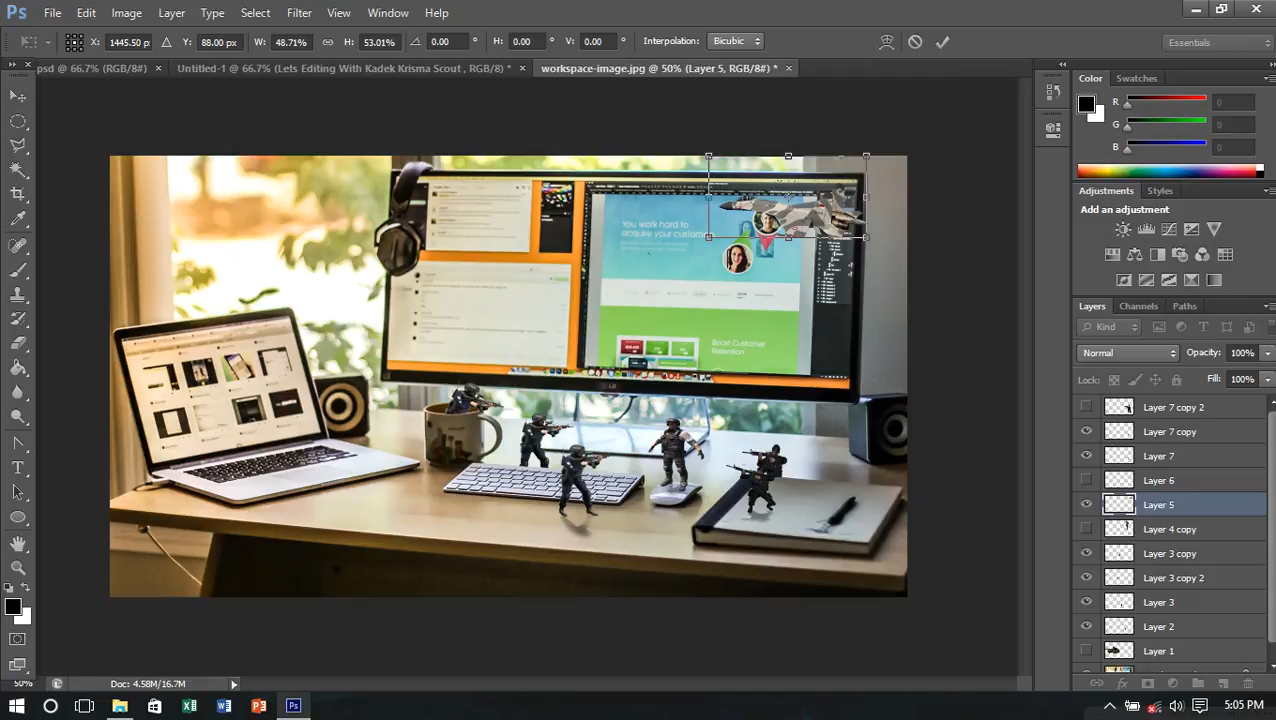 Ps File Edit Image Layer Type Select Filter View Window Help
X: 1445.50 px Y: 88.00 px W: 48.71% H: 53.01% 0.00 ° H: 0.00 ° V: 0.00 ° Interpolation: Bicubic Essentials
psd @ 66.7% (RGB/8#) × Untitled-1 @ 66.7% (Lets Editing With Kadek Krisma Scout , RGB/8) * × workspace-image.jpg @ 50% (Layer 5, RGB/8#) * ×
Color Swatches
R 0
G 0
B 0
Adjustments Styles
Add an adjustment
Layers Channels Paths
Kind
Normal Opacity: 100%
Lock: Fill: 100%
Layer 7 copy 2
Layer 7 copy
Layer 7
Layer 6
Layer 5
Layer 4 copy
Layer 3 copy
Layer 3 copy 2
Layer 3
Layer 2
Layer 1
You work hard to
acquire your customers
Boost Customer
Retention
LG
50% Doc: 4.58M/16.7M
5:05 PM